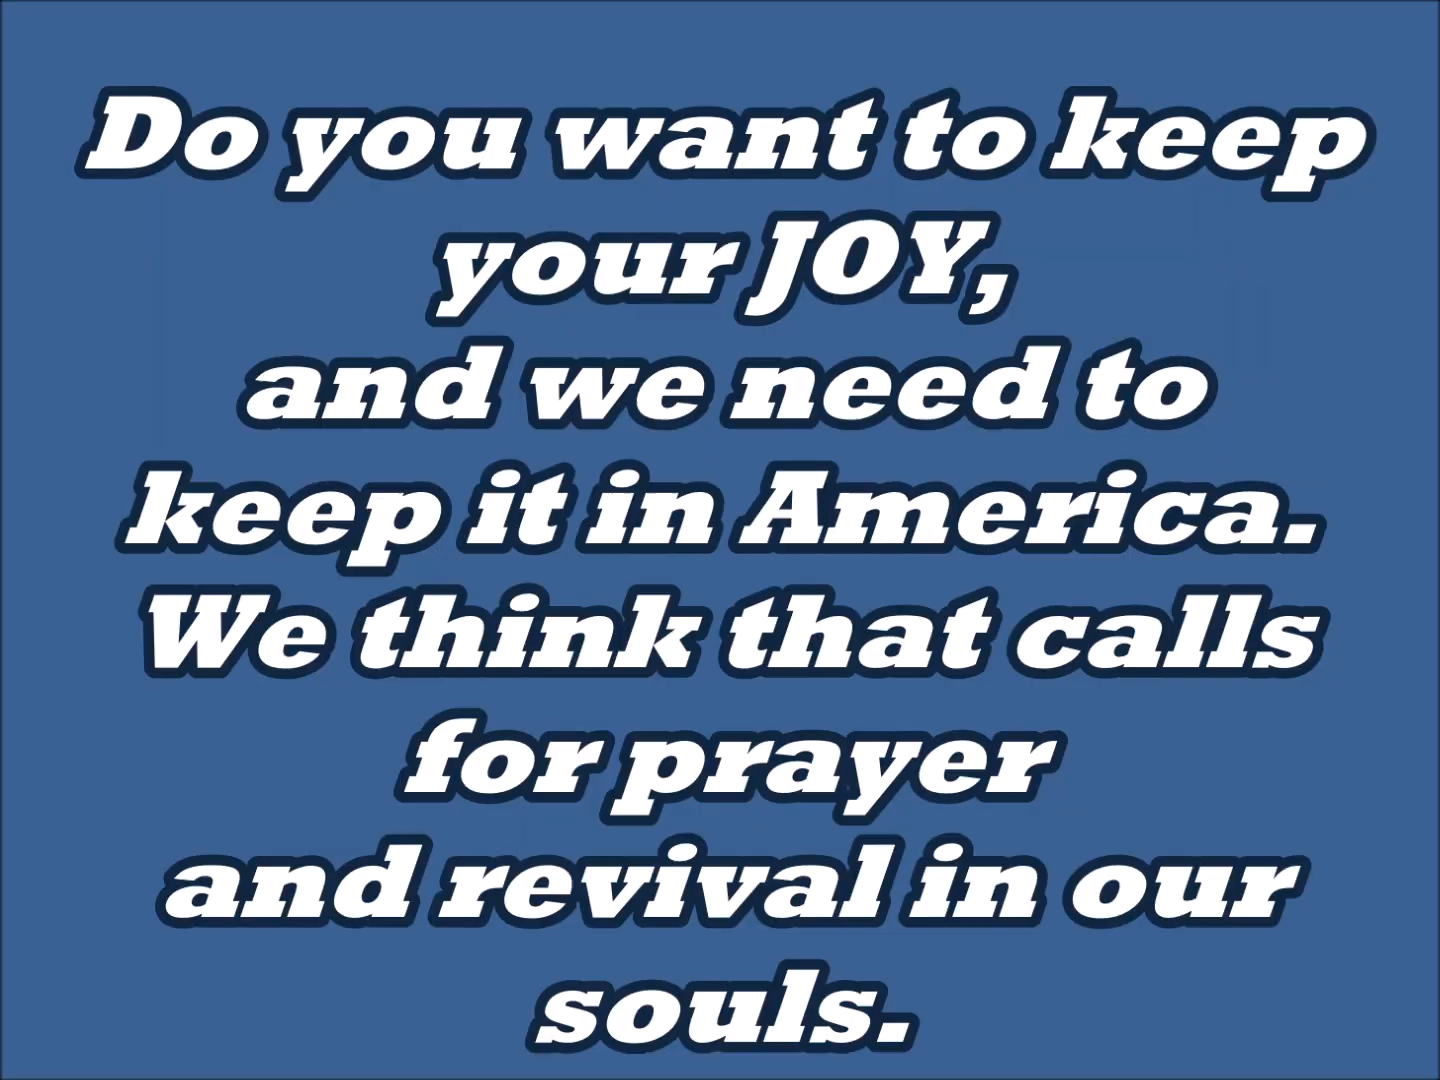 Do you want to keep
your JOY,
and we need to
keep it in America.
We think that calls
for prayer
and revival in our
souls.